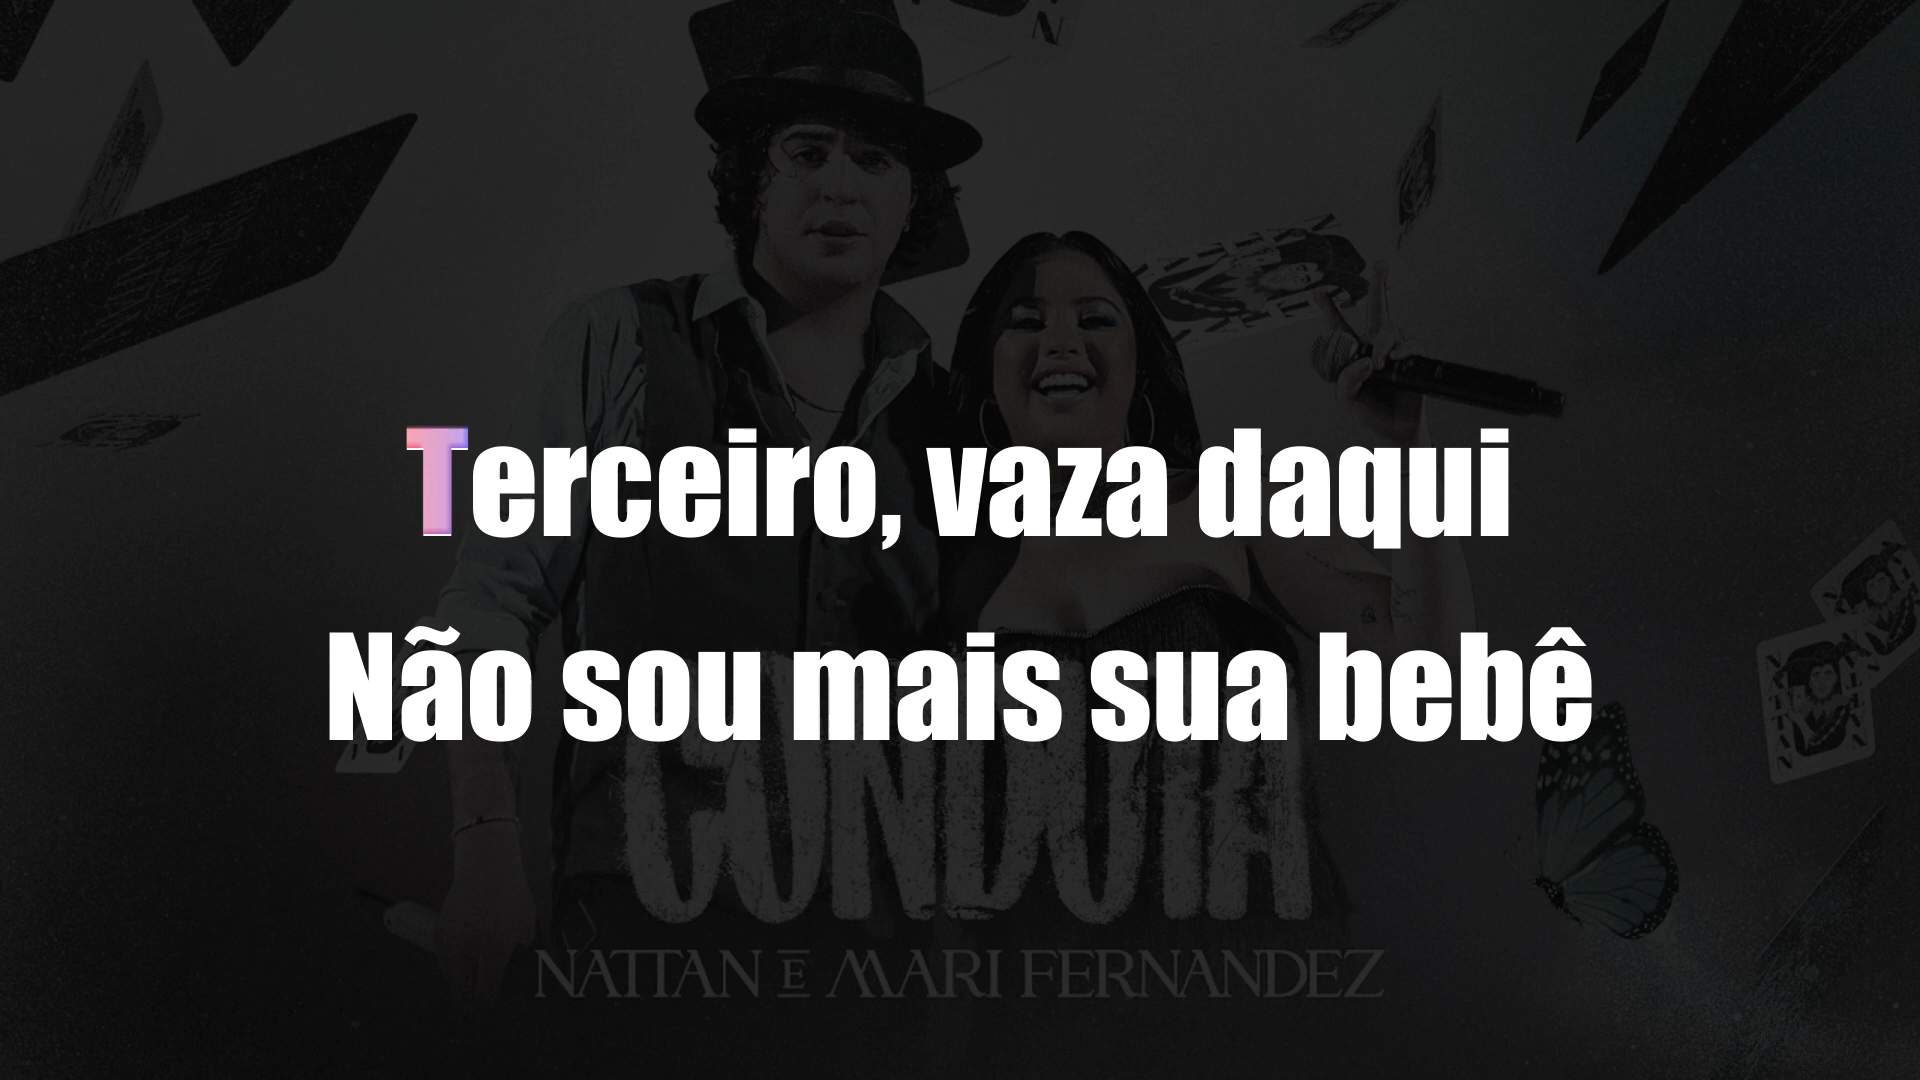 Terceiro, vaza daqui
Não sou mais sua bebê
CONDUTA
NATTAN E MARI FERNANDEZ